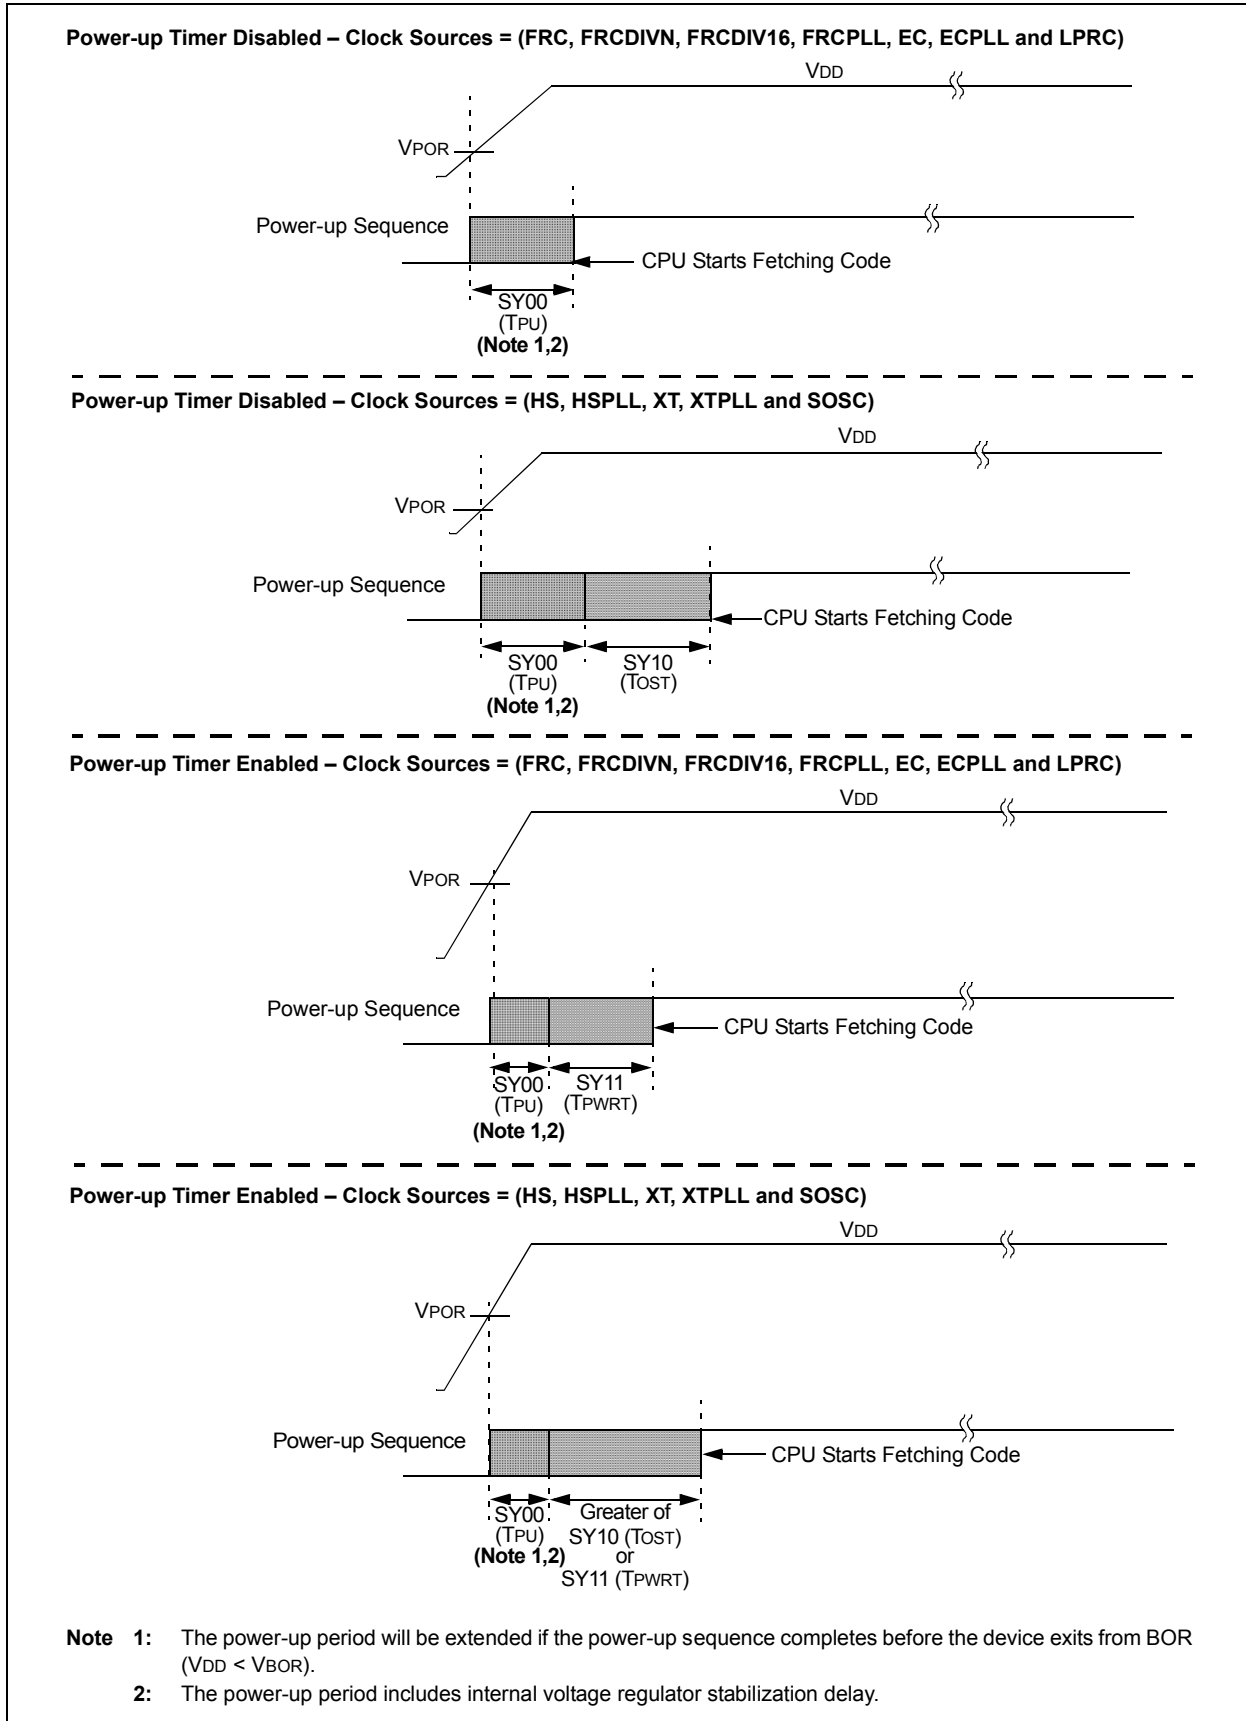 Power-up Timer Disabled – Clock Sources = (FRC, FRCDIVN, FRCDIV16, FRCPLL, EC, ECPLL and LPRC)
VDD
VPOR
Power-up Sequence
CPU Starts Fetching Code
SY00
(TPU)
(Note 1,2)
Power-up Timer Disabled – Clock Sources = (HS, HSPLL, XT, XTPLL and SOSC)
VDD
VPOR
Power-up Sequence
CPU Starts Fetching Code
SY00 SY10
(TPU) (TOST)
(Note 1,2)
Power-up Timer Enabled – Clock Sources = (FRC, FRCDIVN, FRCDIV16, FRCPLL, EC, ECPLL and LPRC)
VDD
VPOR
Power-up Sequence
CPU Starts Fetching Code
SY00 SY11
(TPU) (TPWRT)
(Note 1,2)
Power-up Timer Enabled – Clock Sources = (HS, HSPLL, XT, XTPLL and SOSC)
VDD
VPOR
Power-up Sequence
CPU Starts Fetching Code
SY00 Greater of
(TPU) SY10 (TOST)
(Note 1,2) or
SY11 (TPWRT)
Note 1: The power-up period will be extended if the power-up sequence completes before the device exits from BOR
(VDD < VBOR).
2: The power-up period includes internal voltage regulator stabilization delay.